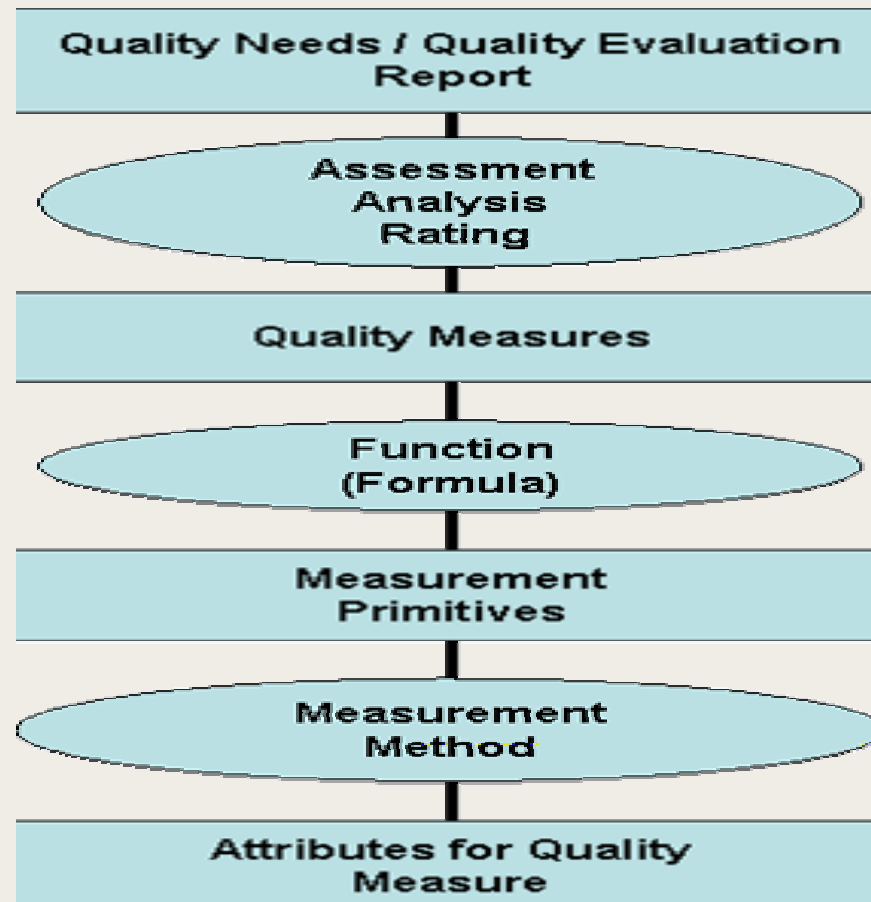 Quality Needs / Quality Evaluation
Report
Assessment
Analysis
Rating
Quality Measures
Function
(Formula)
Measurement
Primitives
Measurement
Method
Attributes for Quality
Measure